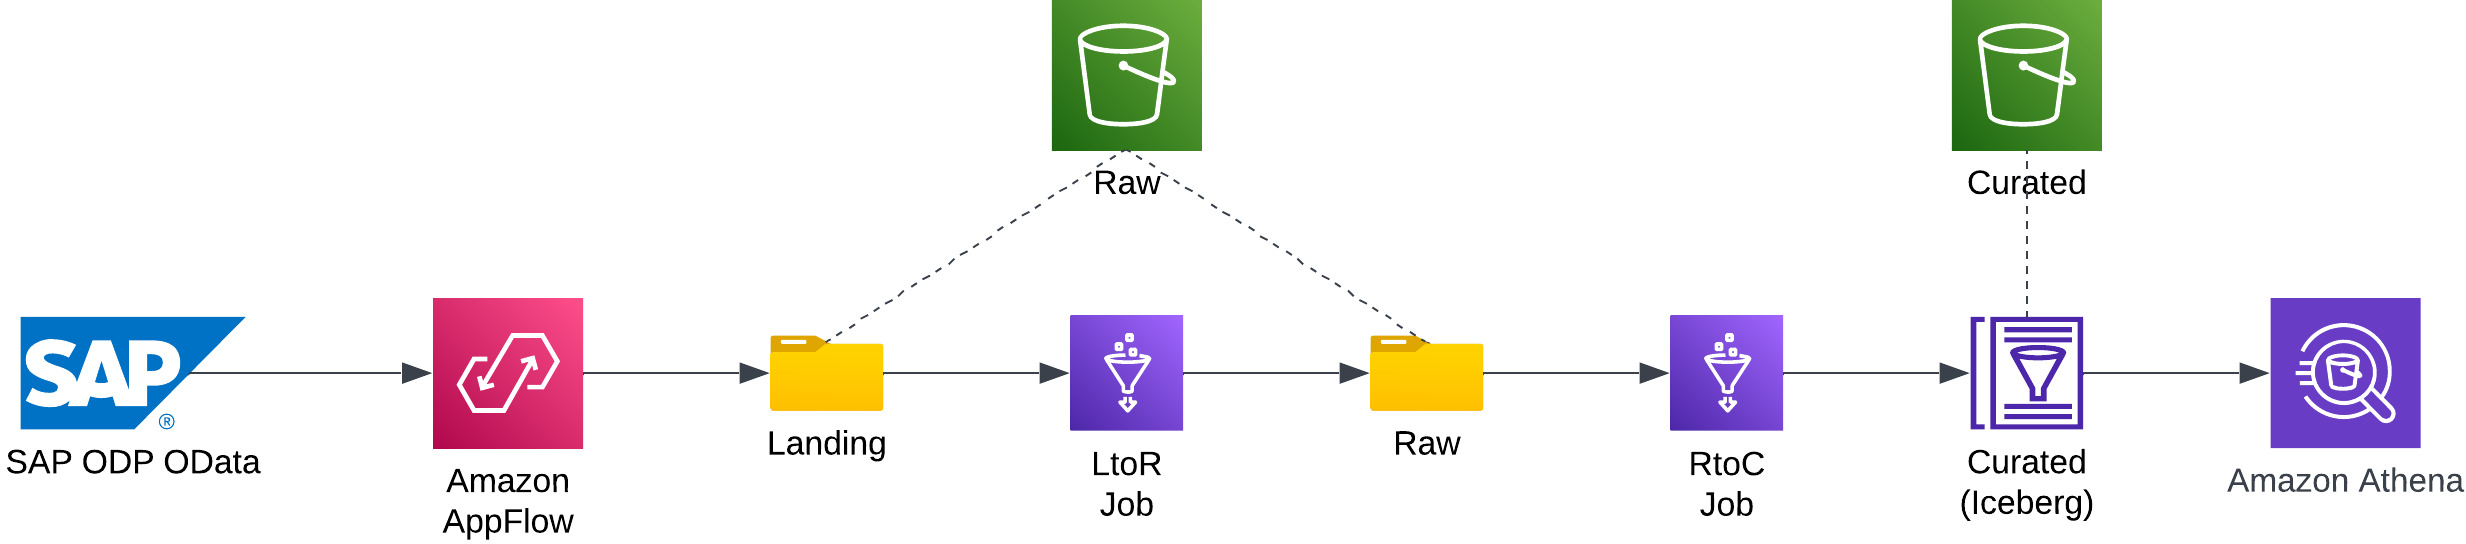 Raw
Curated
SAP
®
SAP ODP OData
Amazon
AppFlow
Landing
LtoR
Job
Raw
RtoC
Job
Curated
(Iceberg)
Amazon Athena